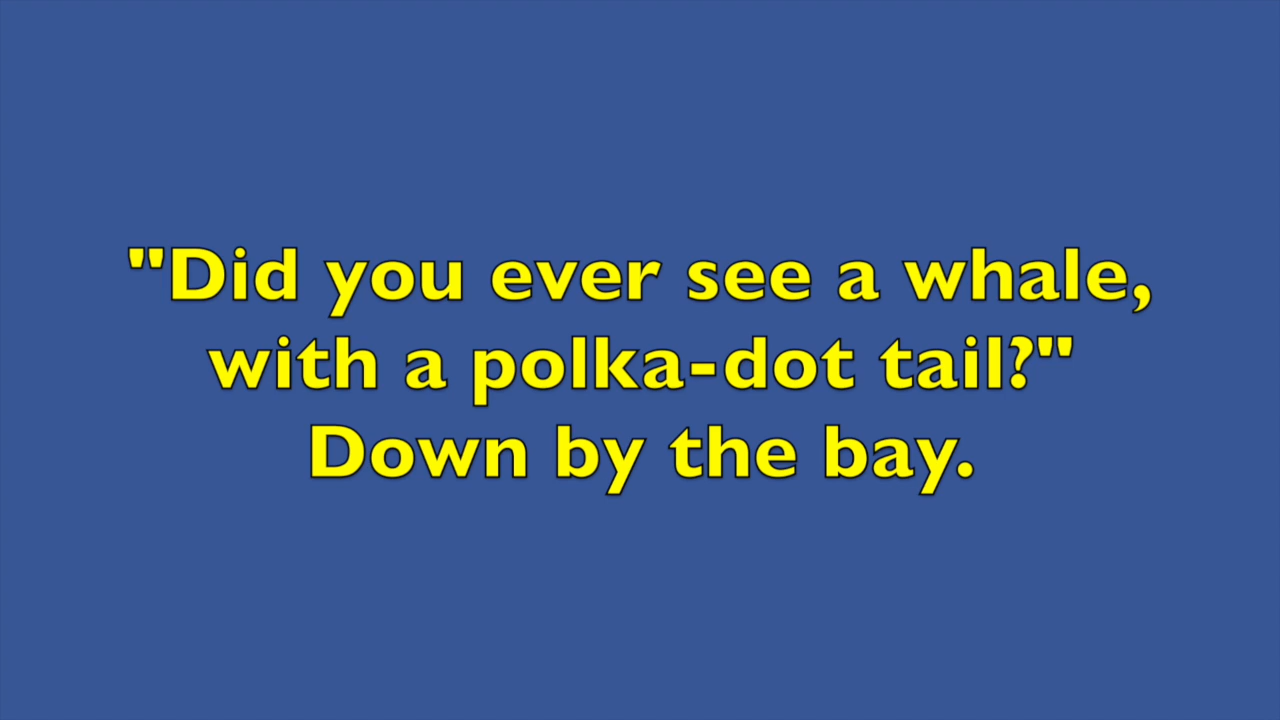 "Did you ever see a whale,
with a polka-dot tail?"
Down by the bay.